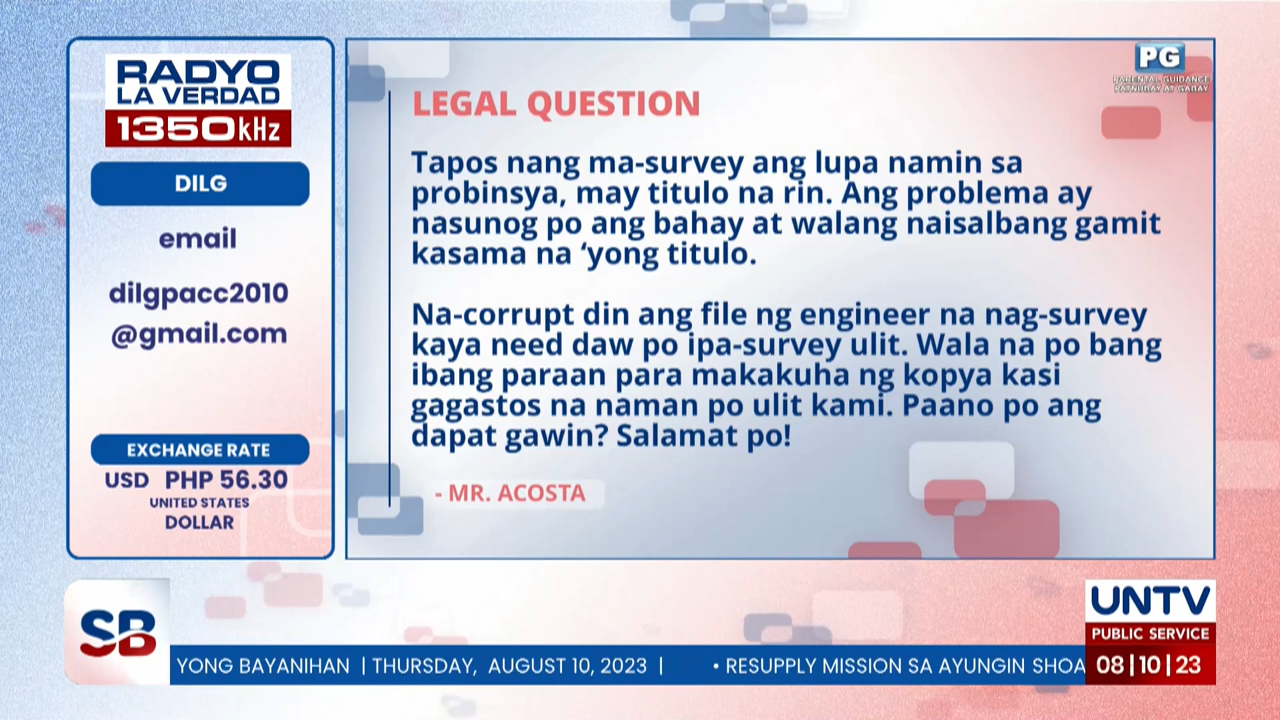 RADYO
LA VERDAD
1350kHz
DILG
email
dilgpacc2010
@gmail.com
EXCHANGE RATE
USD PHP 56.30
UNITED STATES
DOLLAR
PG
PARENTAL GUIDANCE
PATNUBAY AT GABAY
LEGAL QUESTION
Tapos nang ma-survey ang lupa namin sa
probinsya, may titulo na rin. Ang problema ay
nasunog po ang bahay at walang naisalbang gamit
kasama na ‘yong titulo.
Na-corrupt din ang file ng engineer na nag-survey
kaya need daw po ipa-survey ulit. Wala na po bang
ibang paraan para makakuha ng kopya kasi
gagastos na naman po ulit kami. Paano po ang
dapat gawin? Salamat po!
- MR. ACOSTA
SB
YONG BAYANIHAN | THURSDAY, AUGUST 10, 2023 | • RESUPPLY MISSION SA AYUNGIN SHOA
UNTV
PUBLIC SERVICE
08|10|23